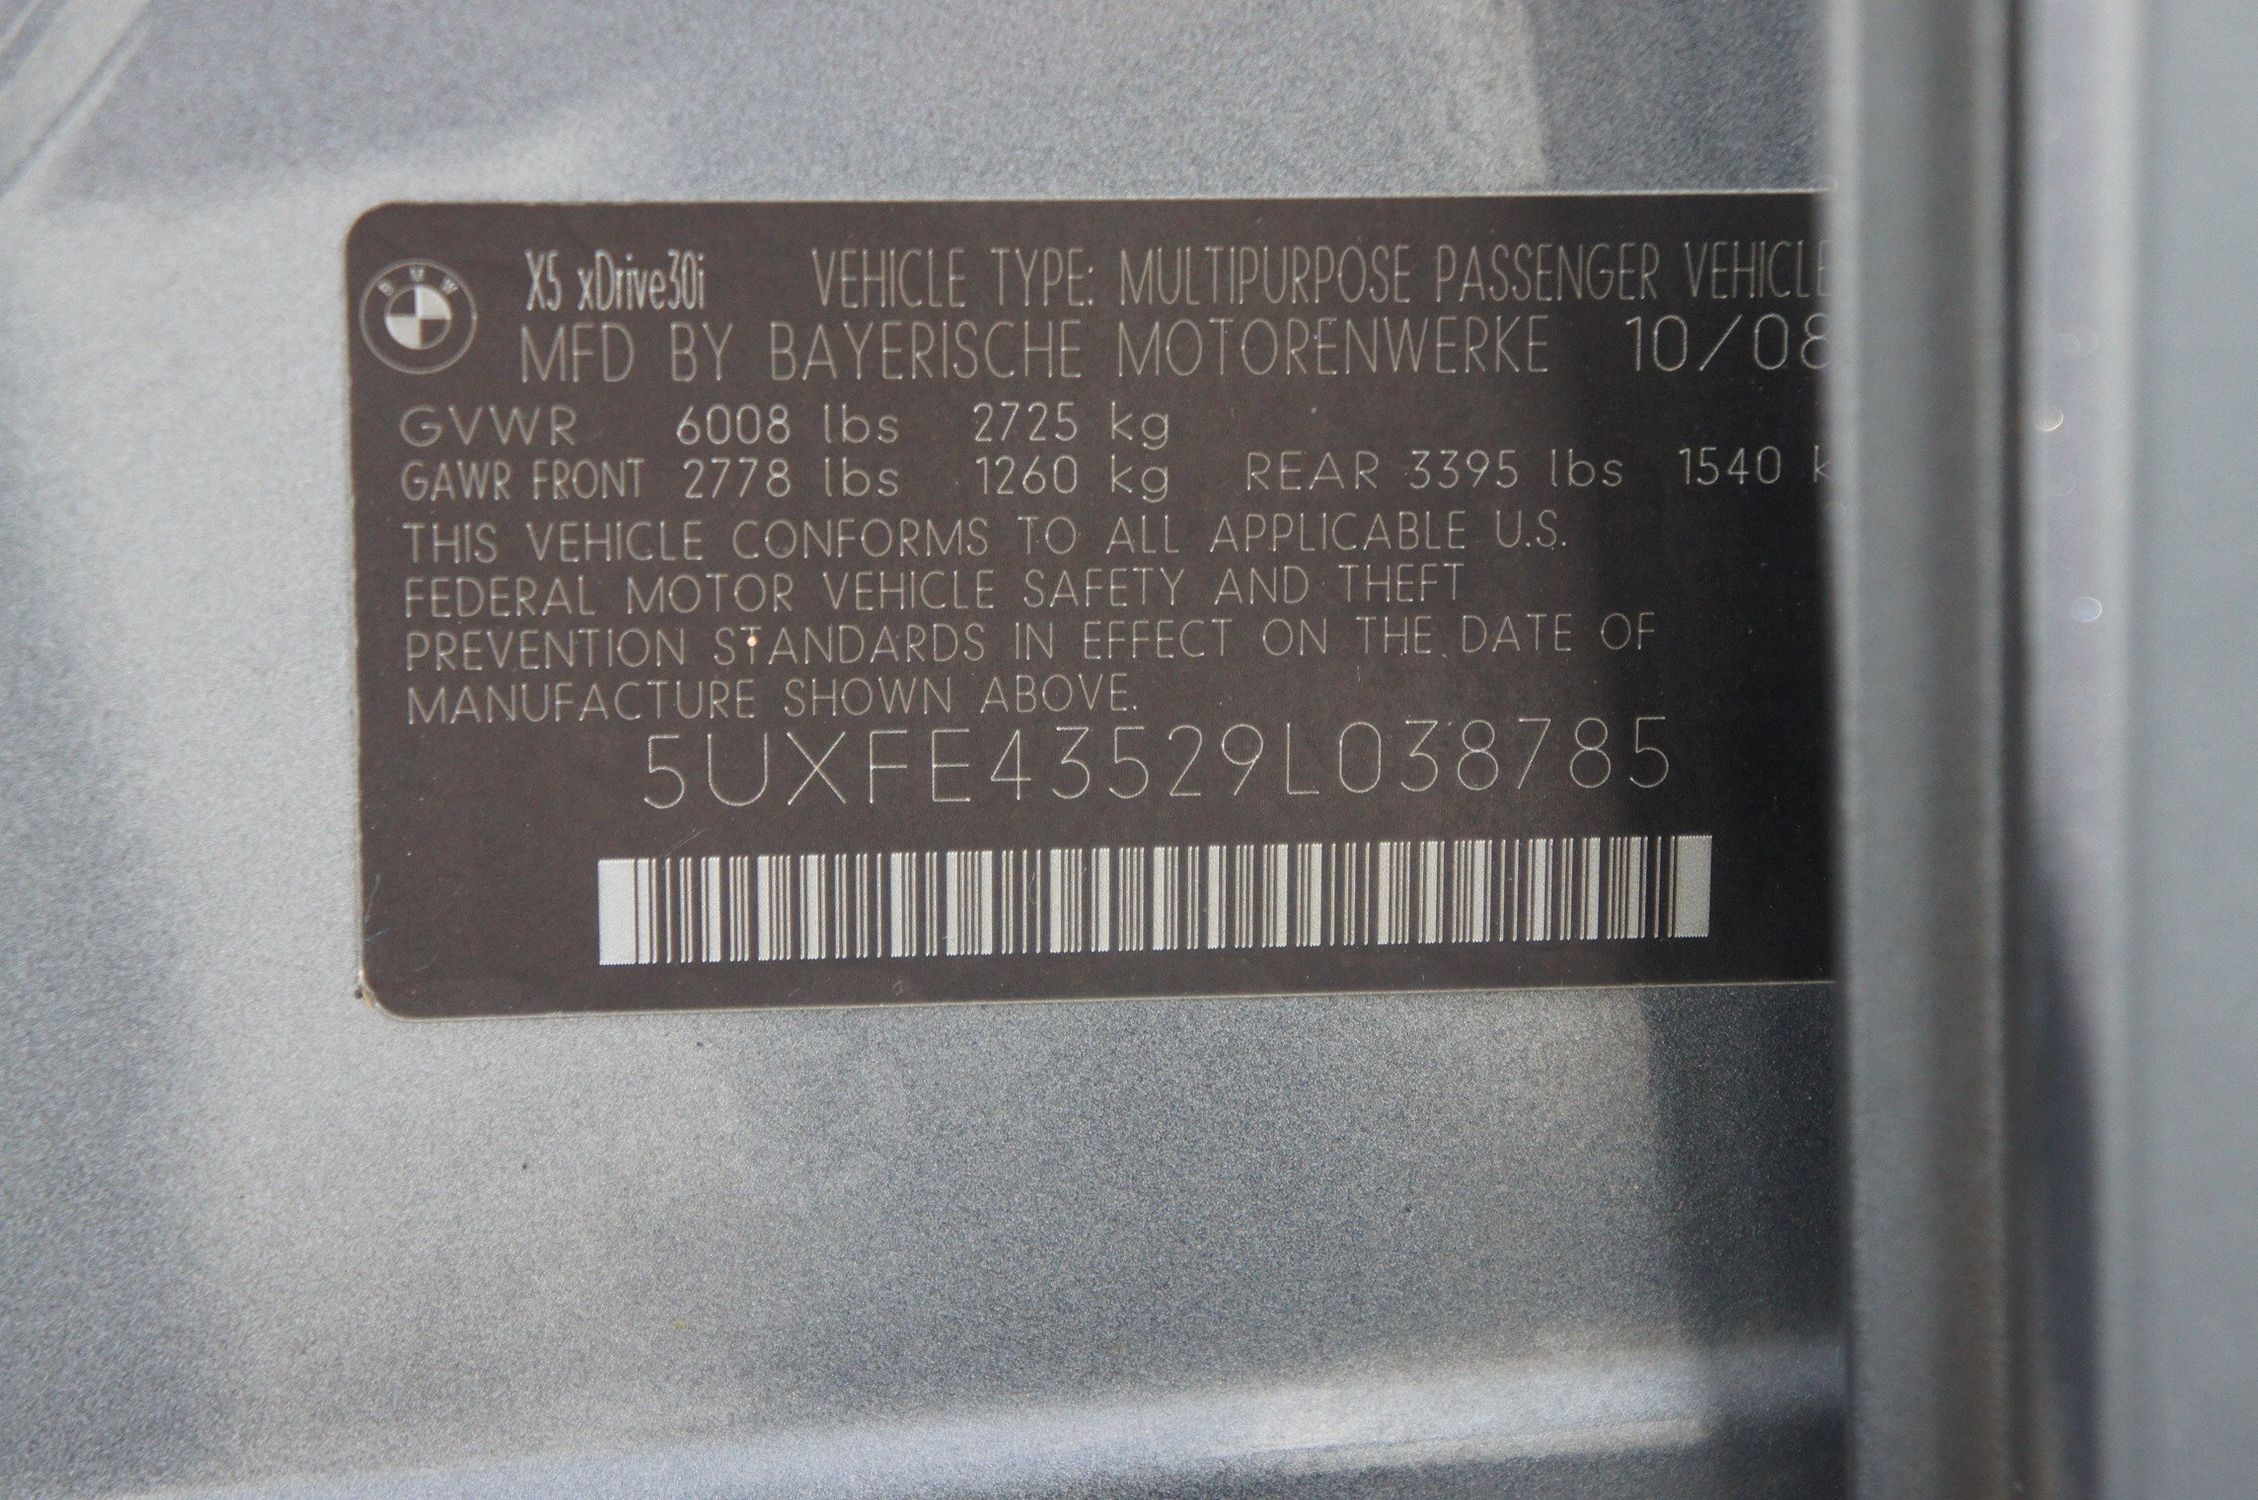 BMW
X5 xDrive30i VEHICLE TYPE: MULTIPURPOSE PASSENGER VEHICLE
MFD BY BAYERISCHE MOTORENWERKE 10/08
GVWR 6008 lbs 2725 kg
GAWR FRONT 2778 lbs 1260 kg REAR 3395 lbs 1540 k
THIS VEHICLE CONFORMS TO ALL APPLICABLE U.S.
FEDERAL MOTOR VEHICLE SAFETY AND THEFT
PREVENTION STANDARDS IN EFFECT ON THE DATE OF
MANUFACTURE SHOWN ABOVE.
5UXFE43529L038785